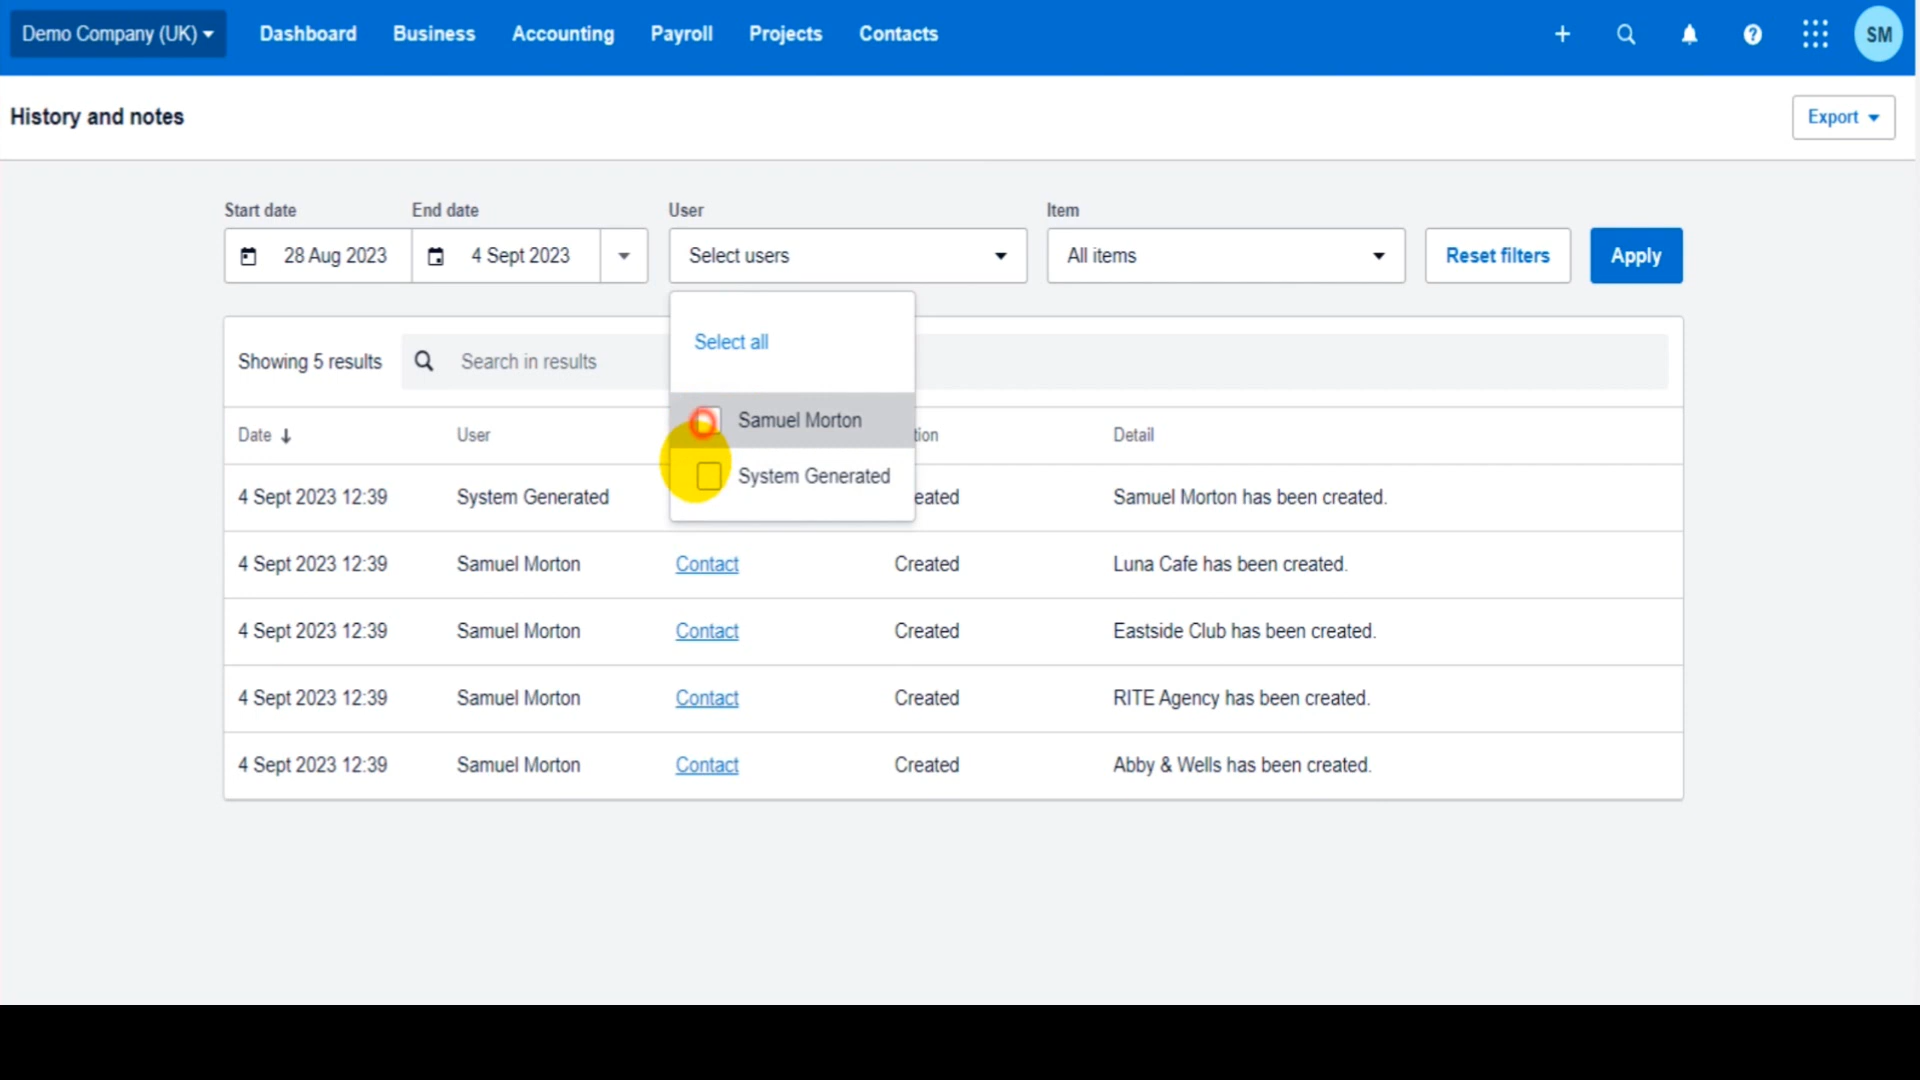 Demo Company (UK) Dashboard Business Accounting Payroll Projects Contacts SM
History and notes Export
Start date End date User Item
28 Aug 2023 4 Sept 2023 Select users All items Reset filters Apply
Select all
Showing 5 results Search in results
Samuel Morton
Date User tion Detail
System Generated
4 Sept 2023 12:39 System Generated eated Samuel Morton has been created.
4 Sept 2023 12:39 Samuel Morton Contact Created Luna Cafe has been created.
4 Sept 2023 12:39 Samuel Morton Contact Created Eastside Club has been created.
4 Sept 2023 12:39 Samuel Morton Contact Created RITE Agency has been created.
4 Sept 2023 12:39 Samuel Morton Contact Created Abby & Wells has been created.